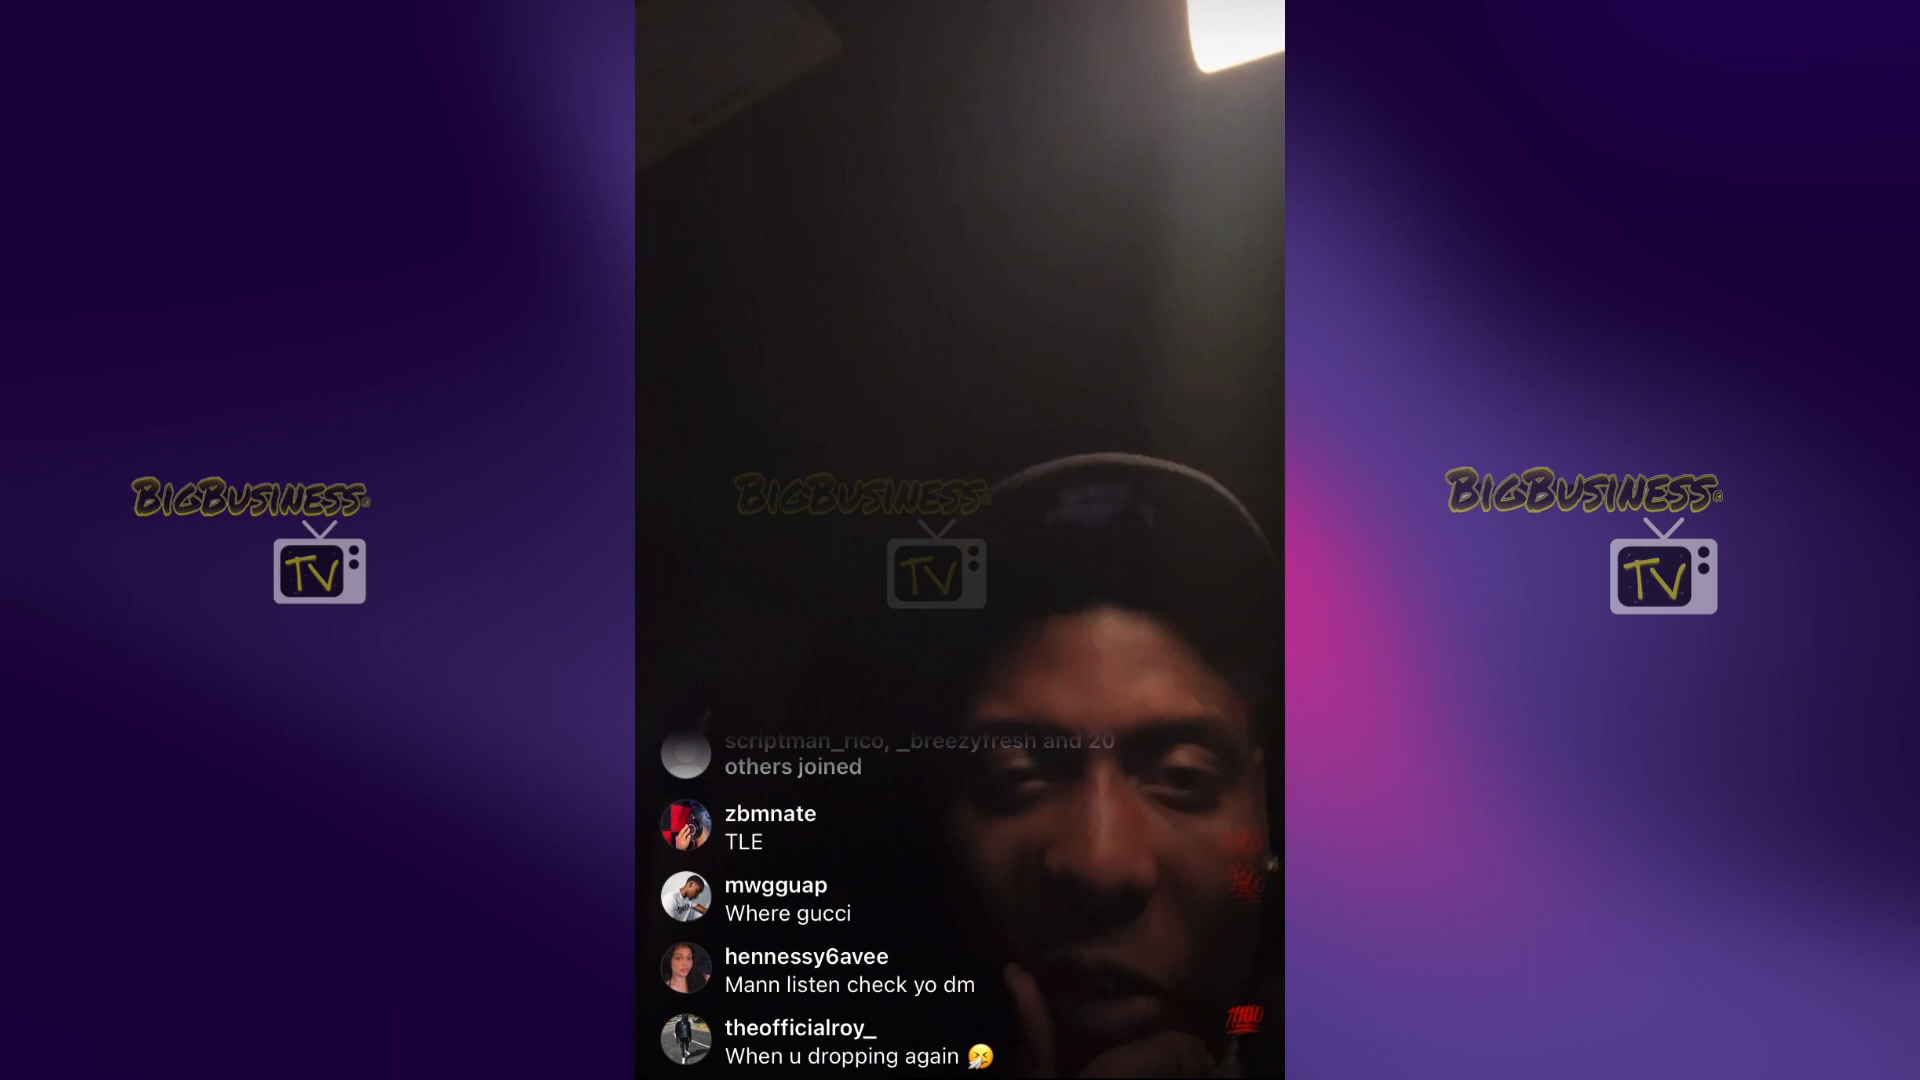 BigBusiness
TV
BigBusiness
TV
BigBusiness
TV
scriptman_rico, _breezyfresh and 20
others joined
zbmnate
TLE
mwgguap
Where gucci
hennessy6avee
Mann listen check yo dm
theofficialroy_
When u dropping again 🤧